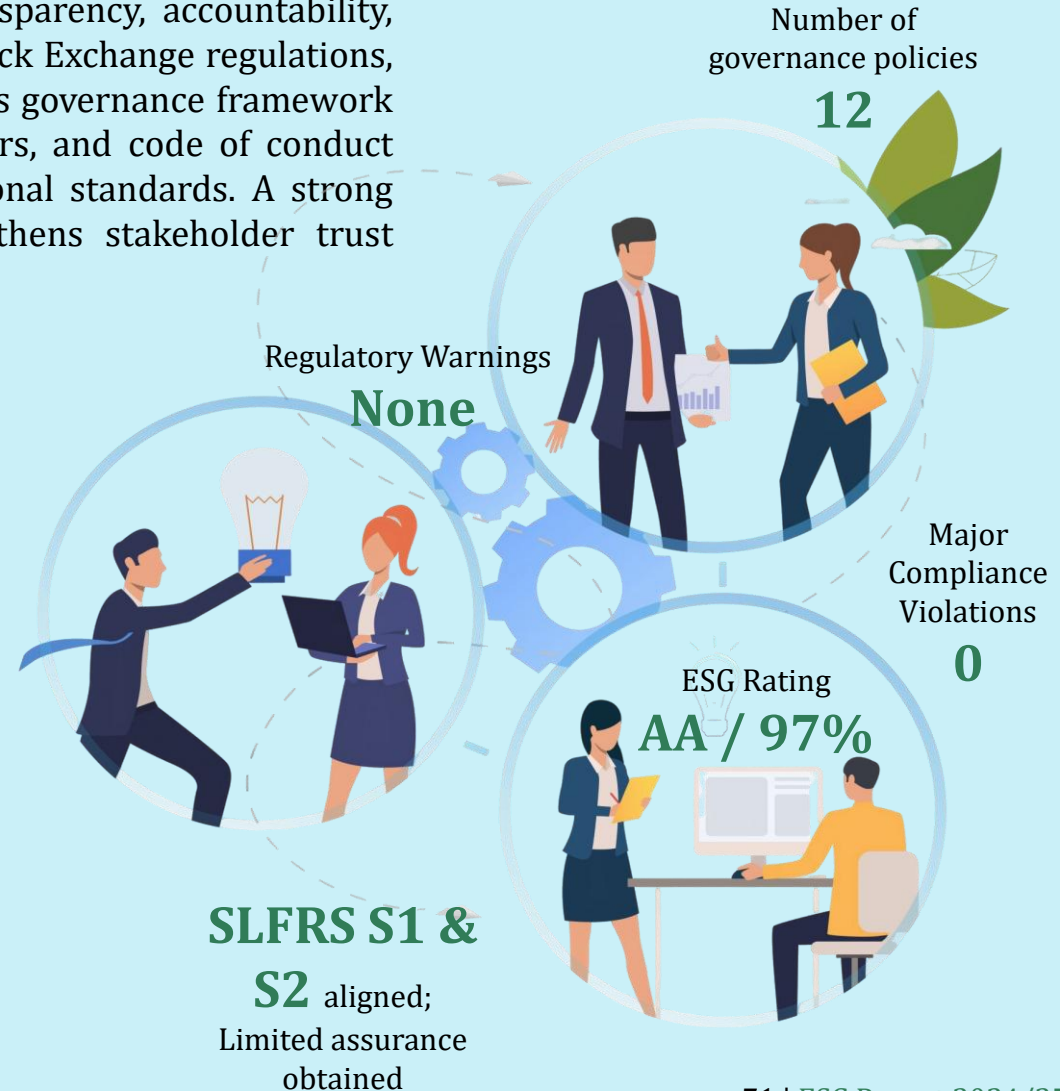 sparency, accountability,
ck Exchange regulations,
s governance framework
rs, and code of conduct
onal standards. A strong
thens stakeholder trust
Number of
governance policies
12
Regulatory Warnings
None
Major
Compliance
Violations
0
ESG Rating
AA / 97%
SLFRS S1 &
S2 aligned;
Limited assurance
obtained